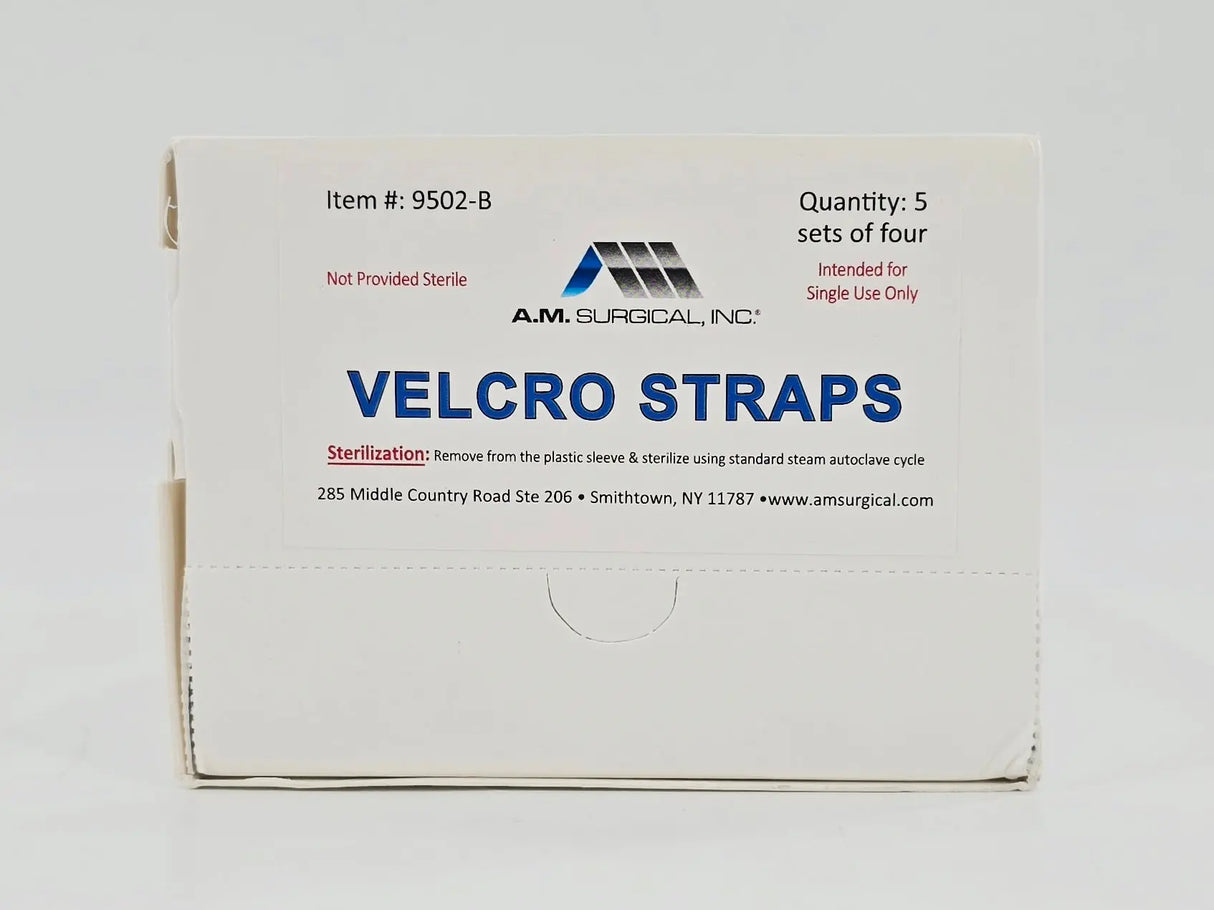 Item #: 9502-B
Quantity: 5
sets of four
Not Provided Sterile
Intended for
Single Use Only
A.M. SURGICAL, INC.®
VELCRO STRAPS
Sterilization: Remove from the plastic sleeve & sterilize using standard steam autoclave cycle
285 Middle Country Road Ste 206 • Smithtown, NY 11787 •www.amsurgical.com